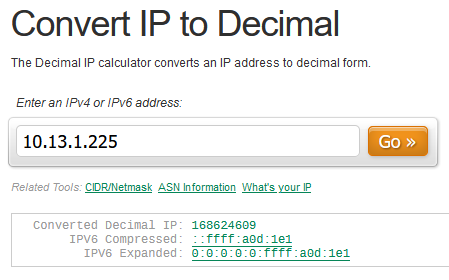 Convert IP to Decimal
The Decimal IP calculator converts an IP address to decimal form.
Enter an IPv4 or IPv6 address:
10.13.1.225 Go »
Related Tools: CIDR/Netmask ASN Information What's your IP
Converted Decimal IP: 168624609
IPV6 Compressed: ::ffff:a0d:1e1
IPV6 Expanded: 0:0:0:0:0:ffff:a0d:1e1